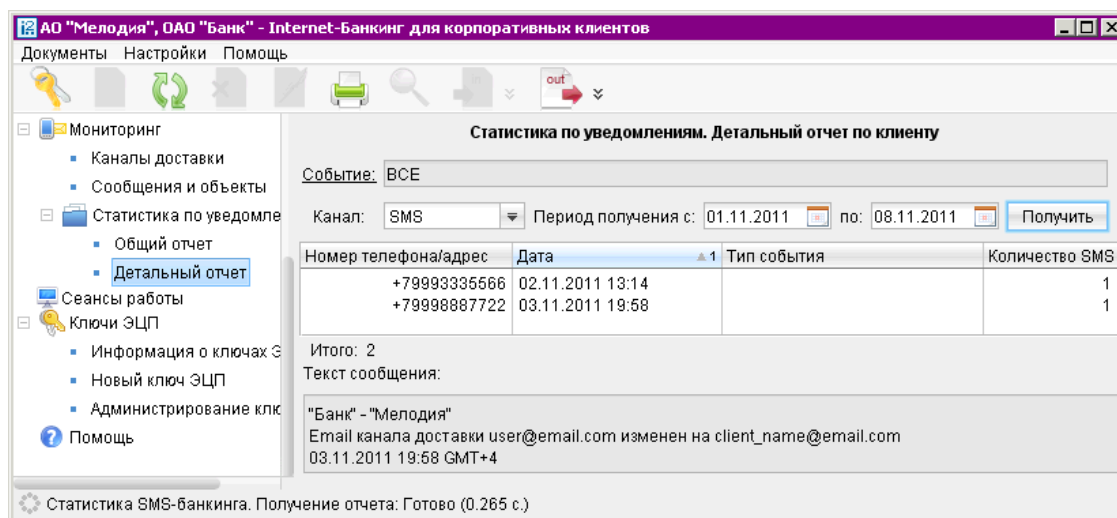 АО "Мелодия", ОАО "Банк" - Internet-Банкинг для корпоративных клиентов
Документы Настройки Помощь
out
Мониторинг
Каналы доставки
Сообщения и объекты
Статистика по уведомле
Общий отчет
Детальный отчет
Сеансы работы
Ключи ЭЦП
Информация о ключах Э
Новый ключ ЭЦП
Администрирование клю
Помощь
Статистика по уведомлениям. Детальный отчет по клиенту
Событие: ВСЕ
Канал: SMS Период получения с: 01.11.2011 по: 08.11.2011 Получить
Номер телефона/адрес Дата 1 Тип события Количество SMS
+79993335566 02.11.2011 13:14 1
+79998887722 03.11.2011 19:58 1
Итого: 2
Текст сообщения:
"Банк" - "Мелодия"
Email канала доставки user@email.com изменен на client_name@email.com
03.11.2011 19:58 GMT+4
Статистика SMS-банкинга. Получение отчета: Готово (0.265 с.)